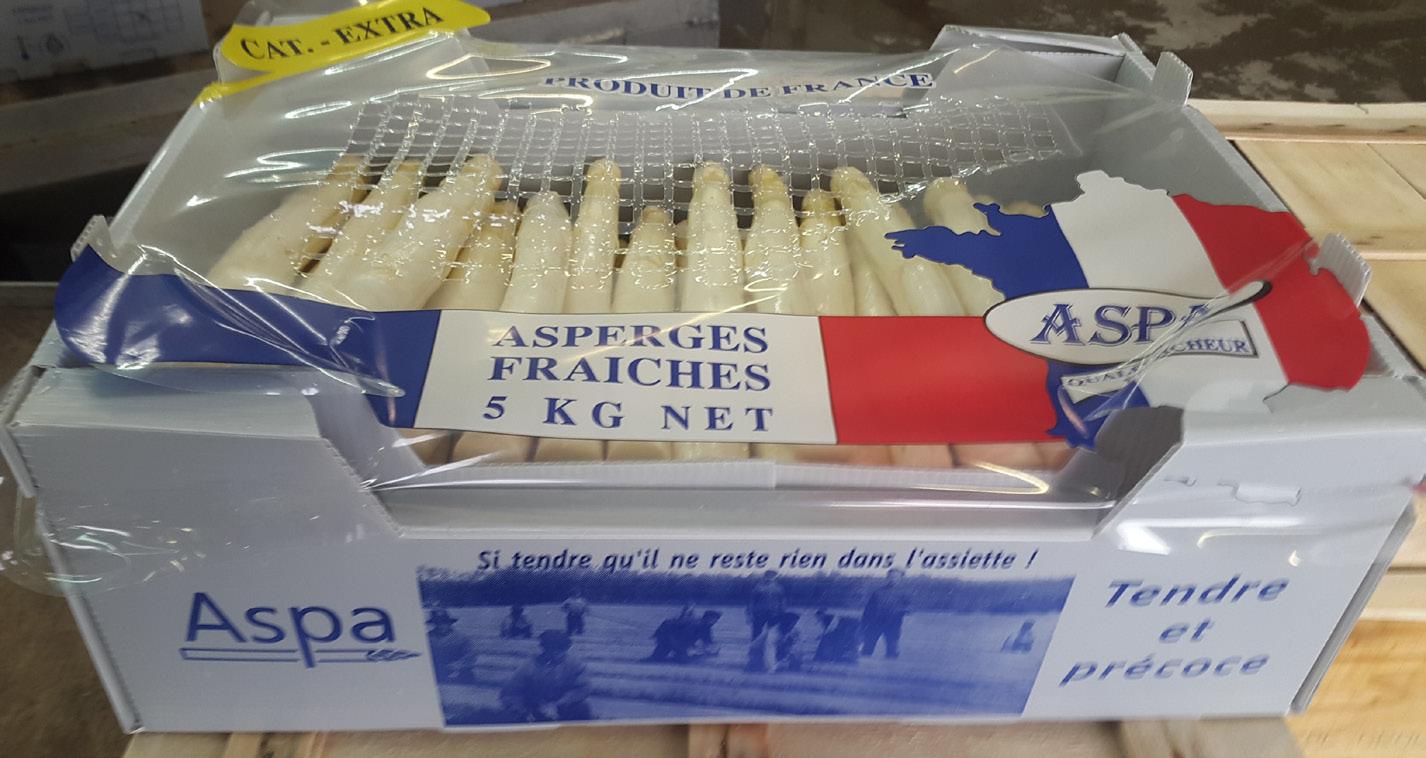 CAT. - EXTRA
PRODUIT DE FRANCE
ASPERGES
FRAICHES
5 KG NET
Si tendre qu'il ne reste rien dans l'assiette !
Aspa
Tendre
et
précoce